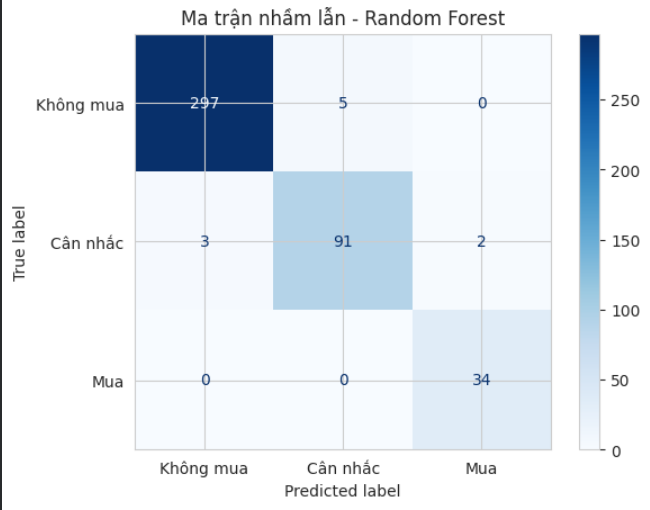 Ma trận nhầm lẫn - Random Forest
True label
Không mua
297 5 0
Cân nhắc
3 91 2
Mua
0 0 34
Không mua Cân nhắc Mua
Predicted label
250
200
150
100
50
0